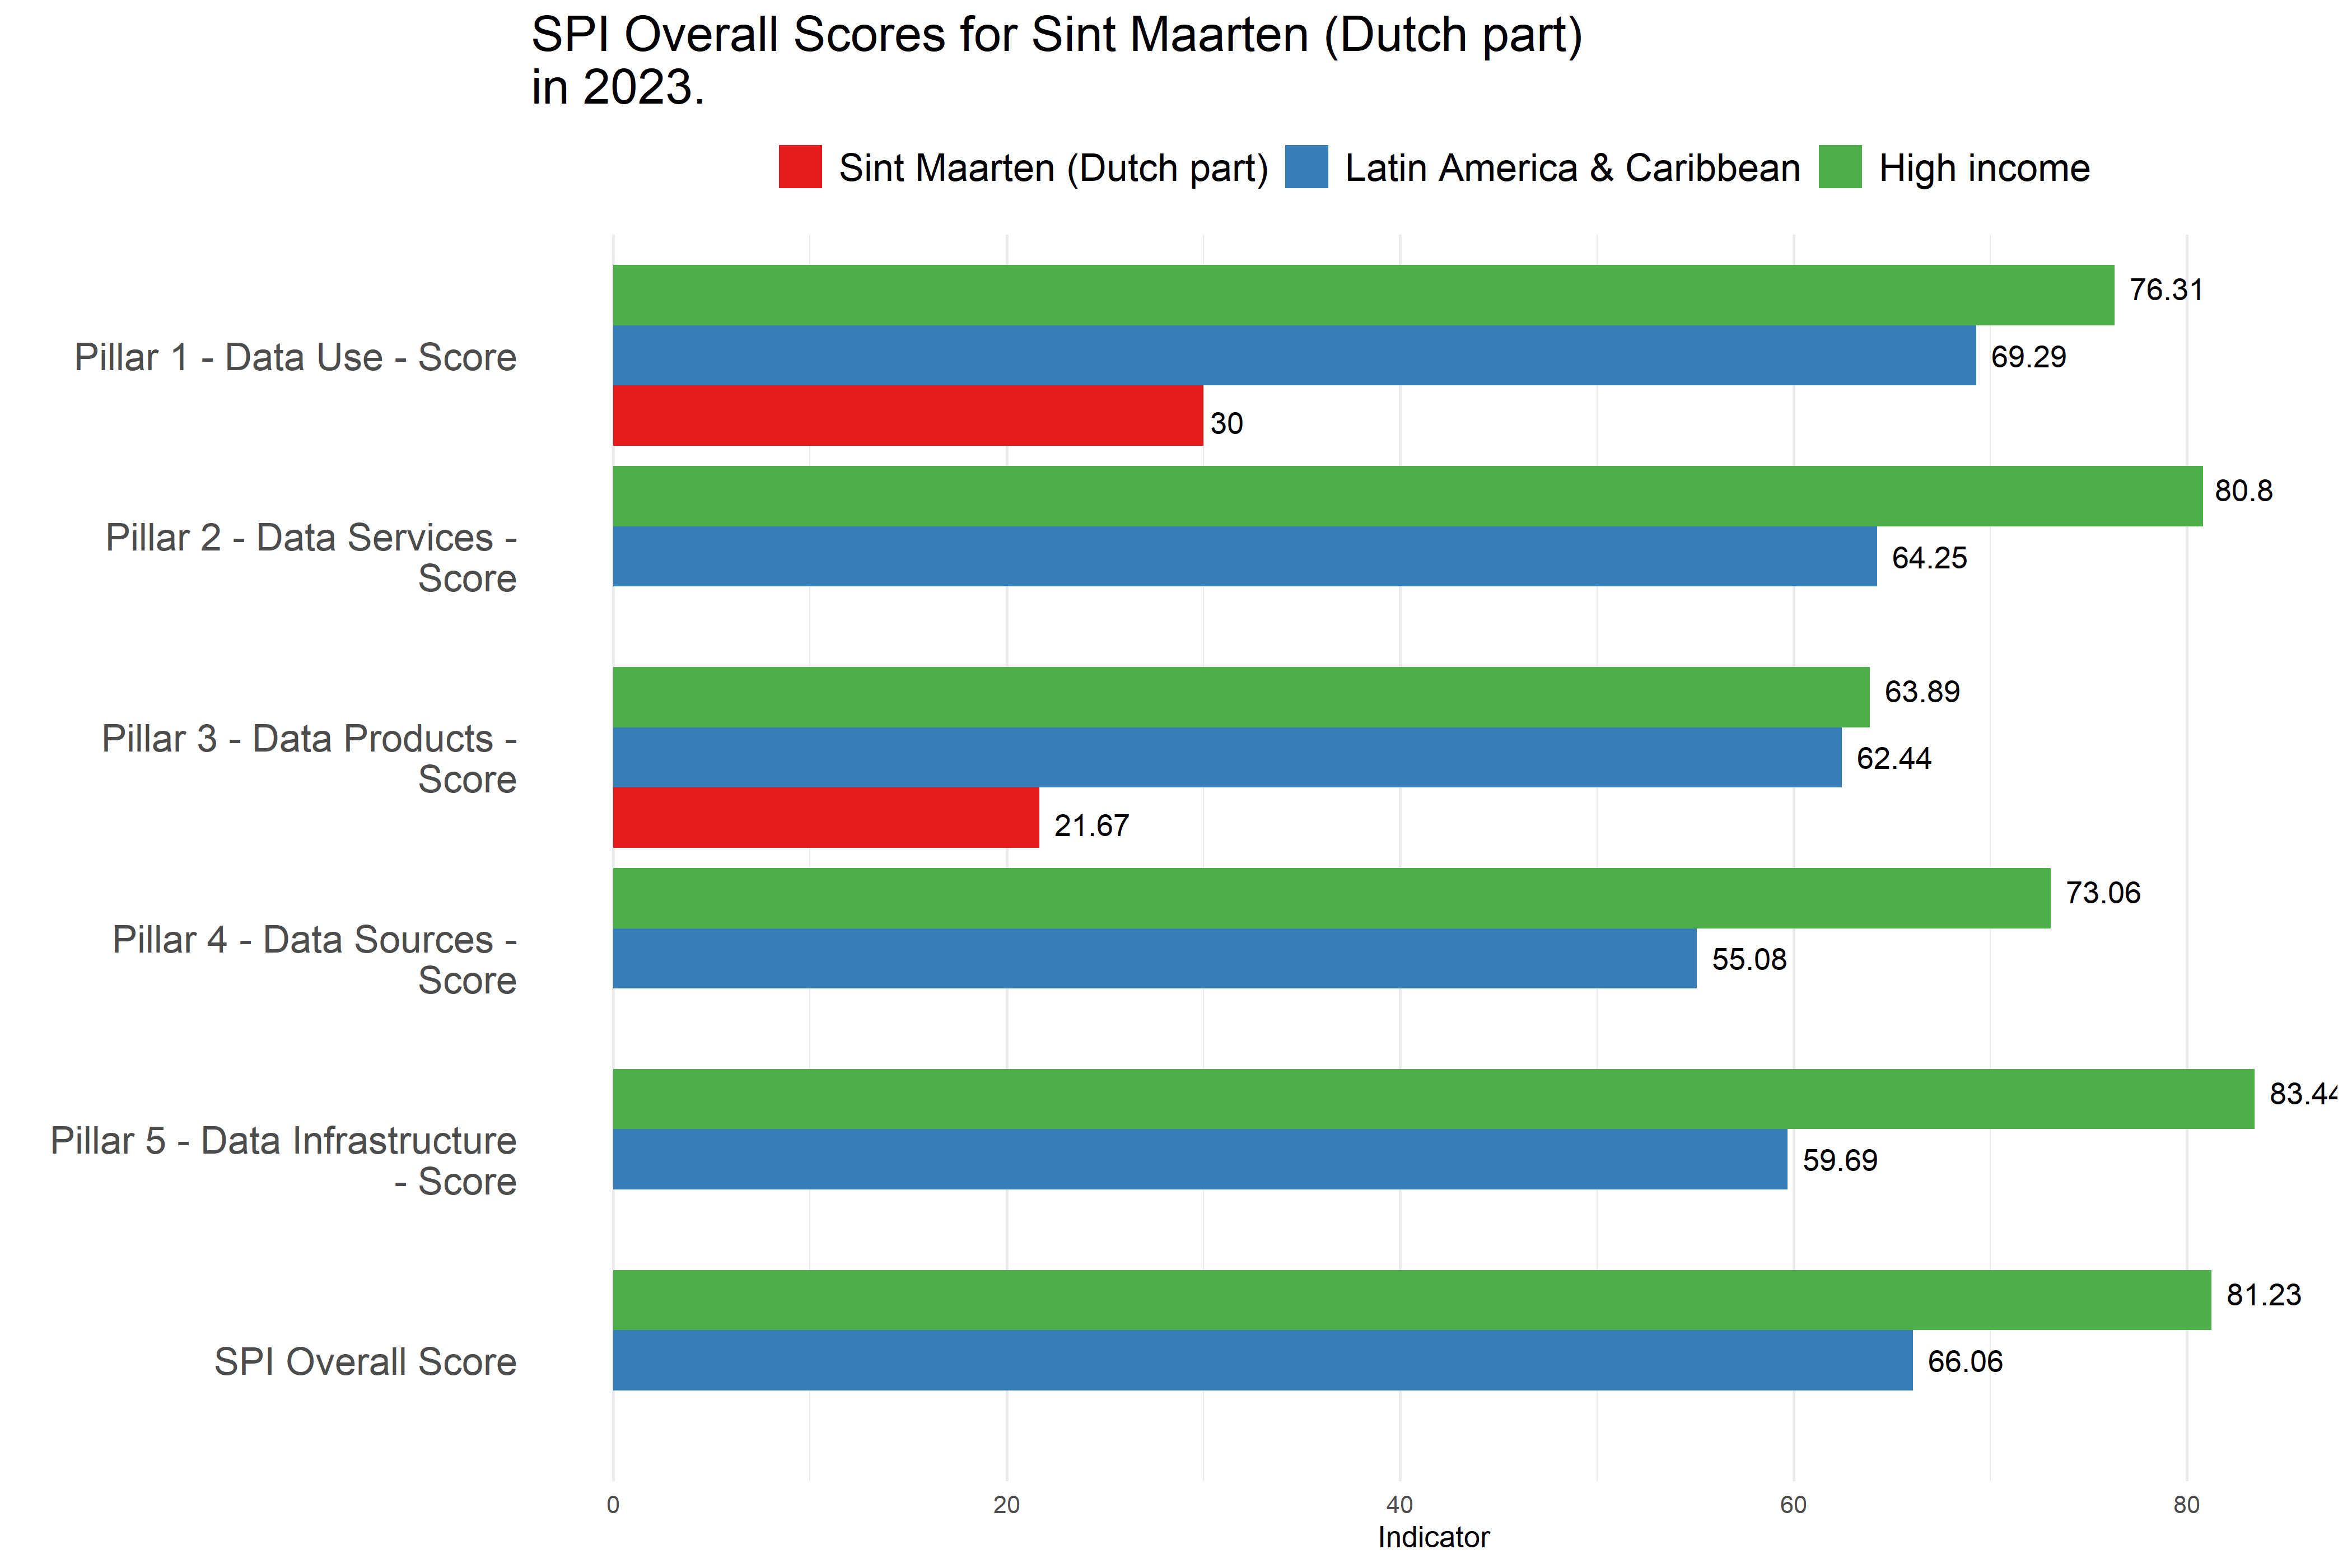 SPI Overall Scores for Sint Maarten (Dutch part)
in 2023.
Sint Maarten (Dutch part) Latin America & Caribbean High income
Pillar 1 - Data Use - Score
76.31
69.29
30
Pillar 2 - Data Services -
Score
80.8
64.25
Pillar 3 - Data Products -
Score
63.89
62.44
21.67
Pillar 4 - Data Sources -
Score
73.06
55.08
Pillar 5 - Data Infrastructure
- Score
83.44
59.69
SPI Overall Score
81.23
66.06
0 20 40 60 80
Indicator